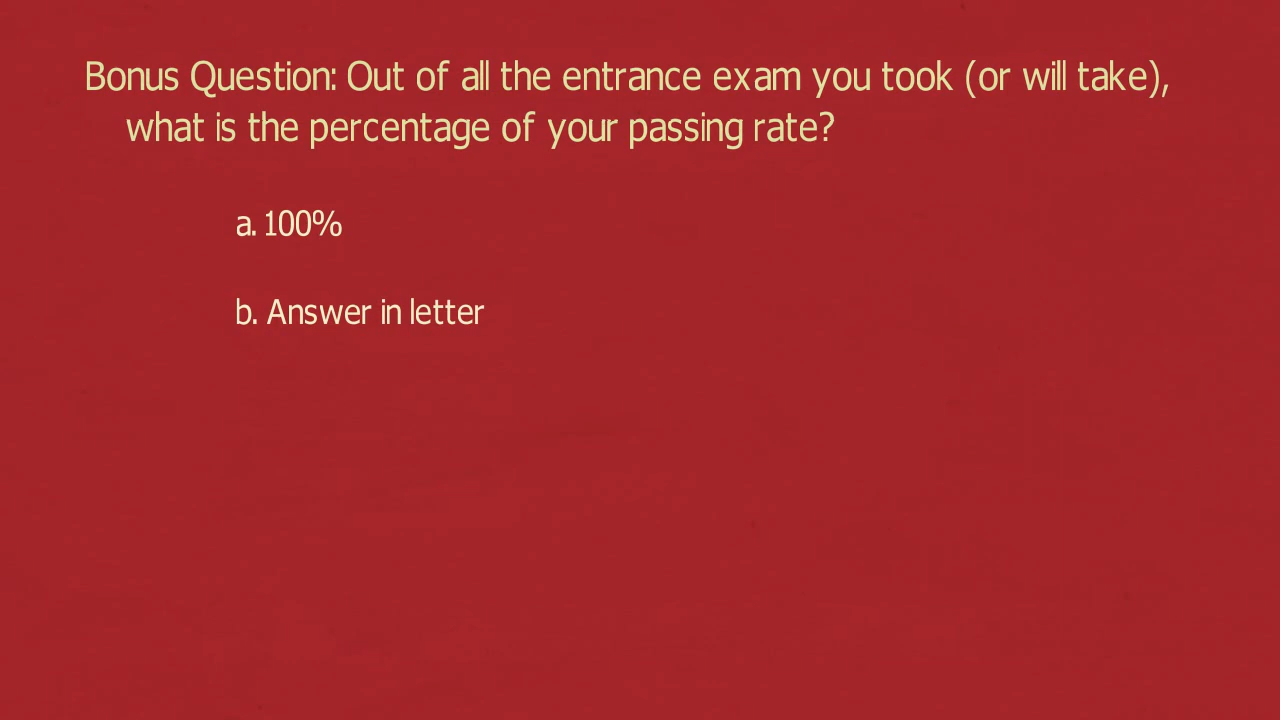 Bonus Question: Out of all the entrance exam you took (or will take),
what is the percentage of your passing rate?
a. 100%
b. Answer in letter